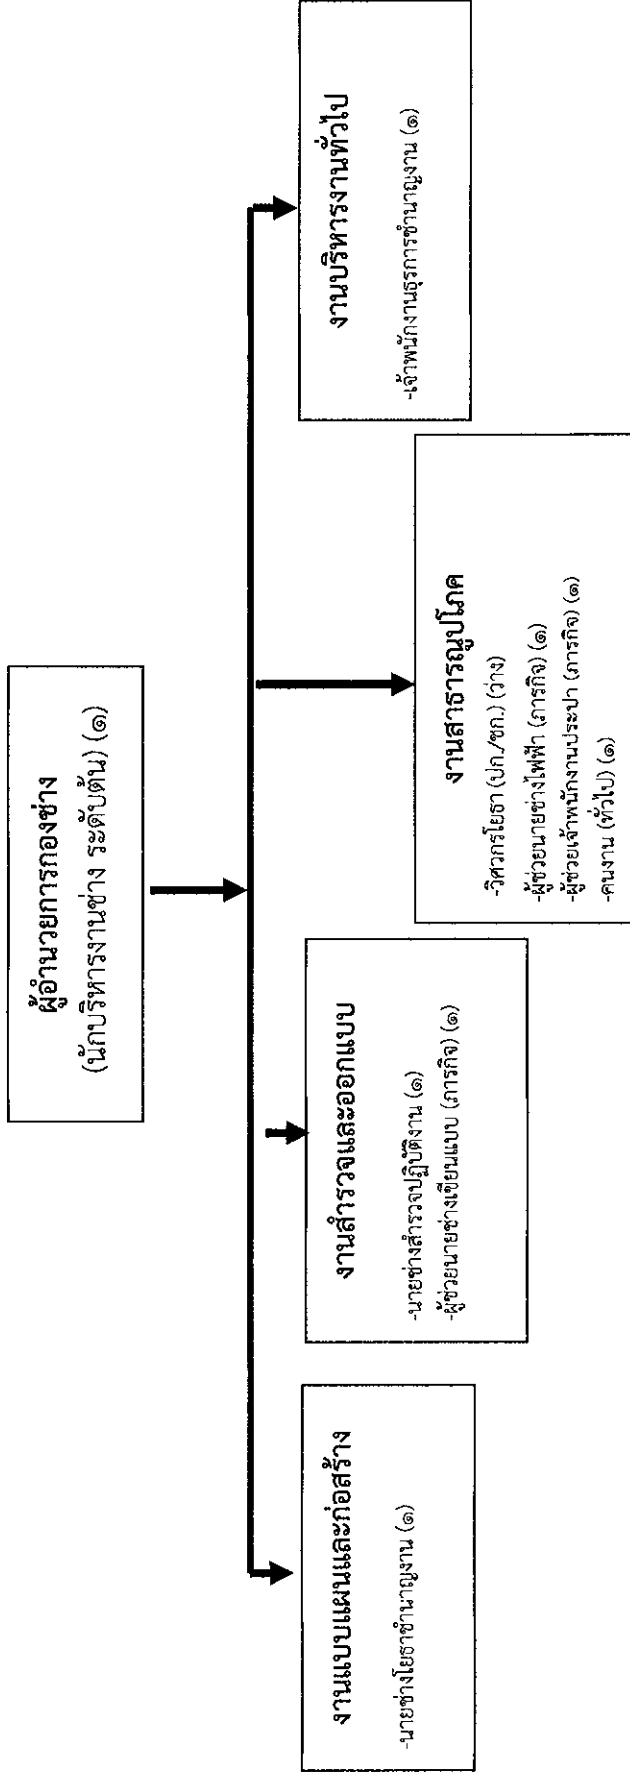 ผู้อำนวยการกองช่าง
(นักบริหารงานช่าง ระดับต้น) (๑)
งานแบบแผนและก่อสร้าง
-นายช่างโยธาชำนาญงาน (๑)
งานสำรวจและออกแบบ
-นายช่างสำรวจปฏิบัติงาน (๑)
-ผู้ช่วยนายช่างเขียนแบบ (ภารกิจ) (๑)
งานสาธารณูปโภค
-วิศวกรโยธา (ปก./ชก.) (ว่าง)
-ผู้ช่วยนายช่างไฟฟ้า (ภารกิจ) (๑)
-ผู้ช่วยเจ้าพนักงานประปา (ภารกิจ) (๑)
-คนงาน (ทั่วไป) (๑)
งานบริหารงานทั่วไป
-เจ้าพนักงานธุรการชำนาญงาน (๑)